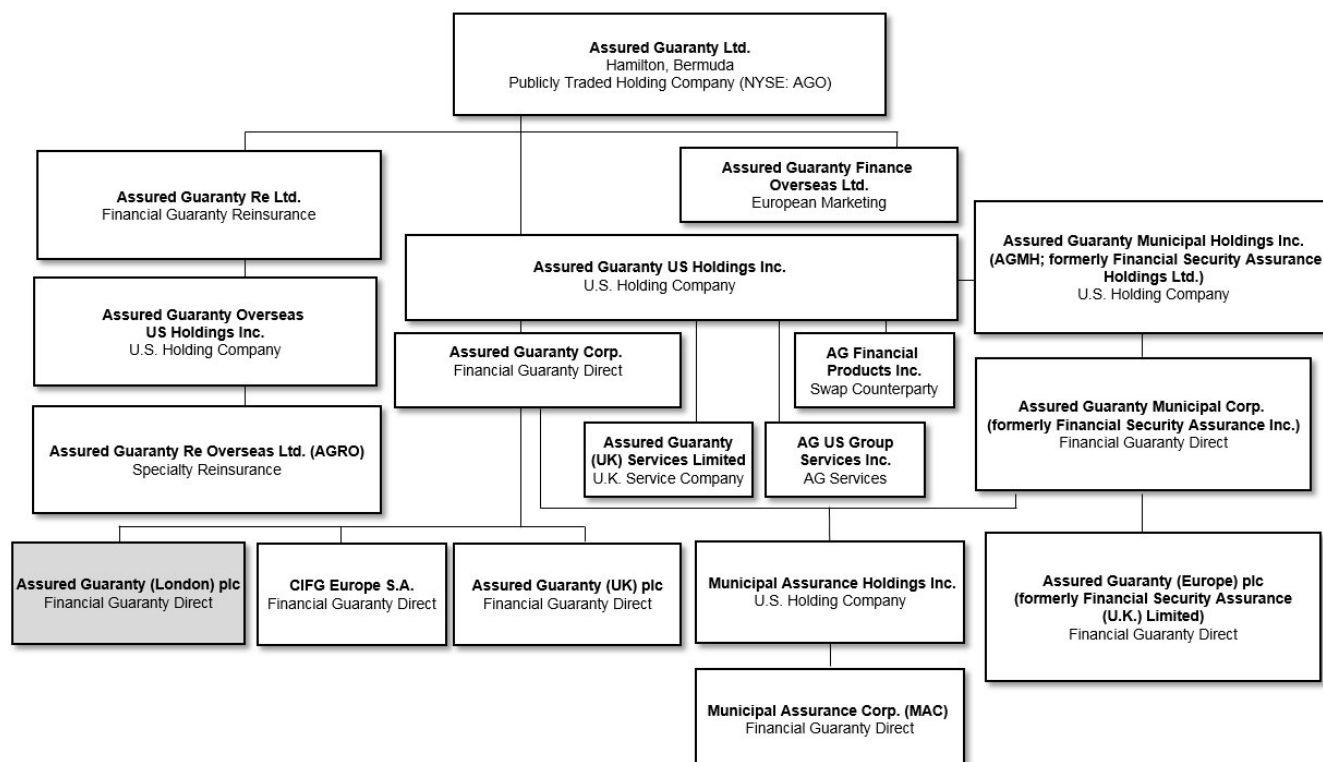 Assured Guaranty Ltd.
Hamilton, Bermuda
Publicly Traded Holding Company (NYSE: AGO)
Assured Guaranty Re Ltd.
Financial Guaranty Reinsurance
Assured Guaranty Finance
Overseas Ltd.
European Marketing
Assured Guaranty US Holdings Inc.
U.S. Holding Company
Assured Guaranty Municipal Holdings Inc.
(AGMH; formerly Financial Security Assurance
Holdings Ltd.)
U.S. Holding Company
Assured Guaranty Overseas
US Holdings Inc.
U.S. Holding Company
Assured Guaranty Corp.
Financial Guaranty Direct
AG Financial
Products Inc.
Swap Counterparty
Assured Guaranty Municipal Corp.
(formerly Financial Security Assurance Inc.)
Financial Guaranty Direct
Assured Guaranty Re Overseas Ltd. (AGRO)
Specialty Reinsurance
Assured Guaranty
(UK) Services Limited
U.K. Service Company
AG US Group
Services Inc.
AG Services
Assured Guaranty (London) plc
Financial Guaranty Direct
CIFG Europe S.A.
Financial Guaranty Direct
Assured Guaranty (UK) plc
Financial Guaranty Direct
Municipal Assurance Holdings Inc.
U.S. Holding Company
Assured Guaranty (Europe) plc
(formerly Financial Security Assurance
(U.K.) Limited)
Financial Guaranty Direct
Municipal Assurance Corp. (MAC)
Financial Guaranty Direct